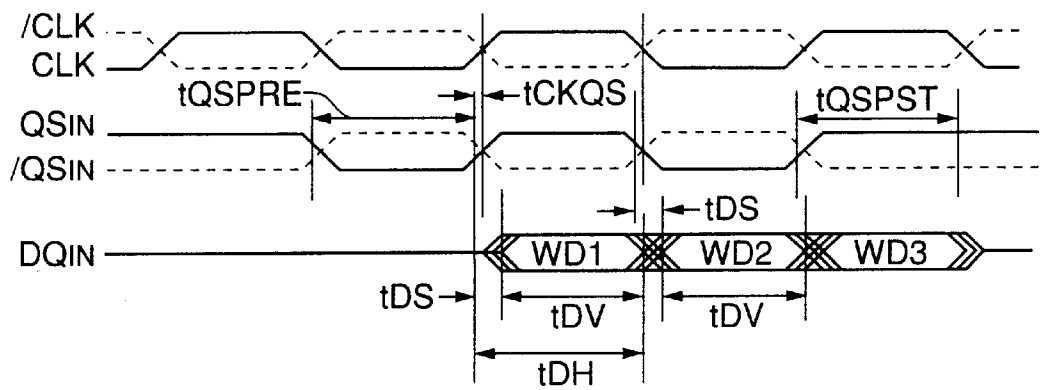 /CLK
CLK
tQSPRE
tCKQS
tQSPST
QSIN
/QSIN
tDS
DQIN
WD1
WD2
WD3
tDS
tDV
tDV
tDH